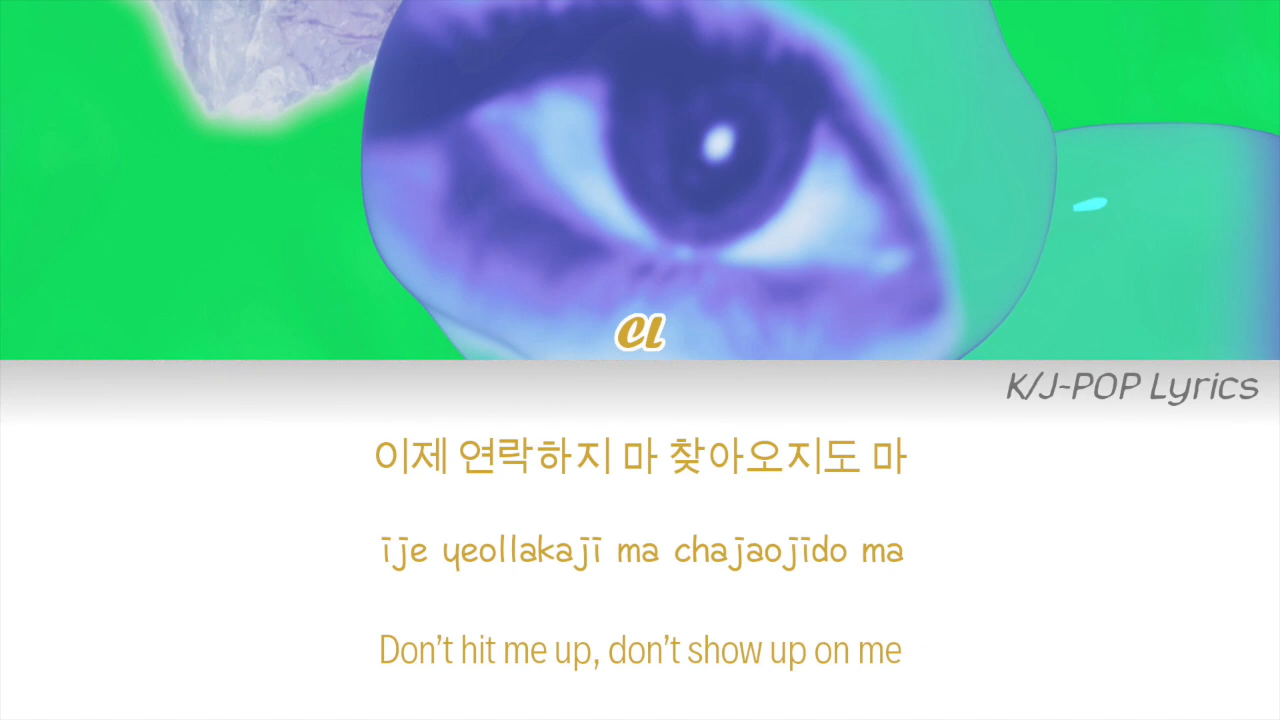 CL
K/J-POP Lyrics
이제 연락하지 마 찾아오지도 마
ije yeollakaji ma chajaojido ma
Don't hit me up, don't show up on me